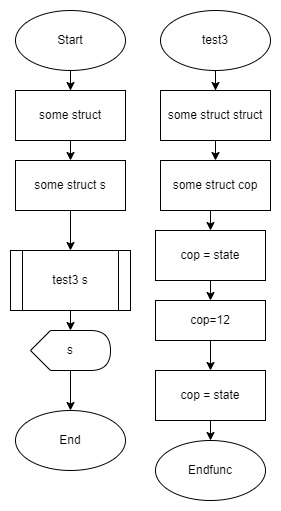 Start
some struct
some struct s
test3 s
s
End
test3
some struct struct
some struct cop
cop = state
cop=12
cop = state
Endfunc